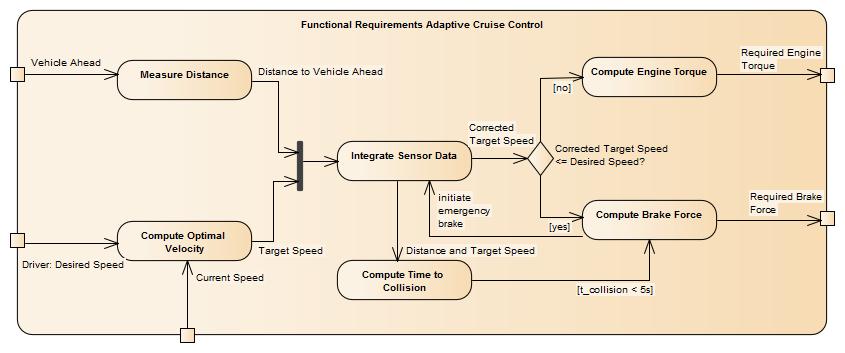 Functional Requirements Adaptive Cruise Control
Vehicle Ahead
Measure Distance
Distance to Vehicle Ahead
Compute Engine Torque
Required Engine
Torque
[no]
Corrected
Target Speed
Integrate Sensor Data
Corrected Target Speed
<= Desired Speed?
initiate
emergency
brake
[yes]
Compute Brake Force
Required Brake
Force
Compute Optimal
Velocity
Driver: Desired Speed
Target Speed
Current Speed
Distance and Target Speed
Compute Time to
Collision
[t_collision < 5s]